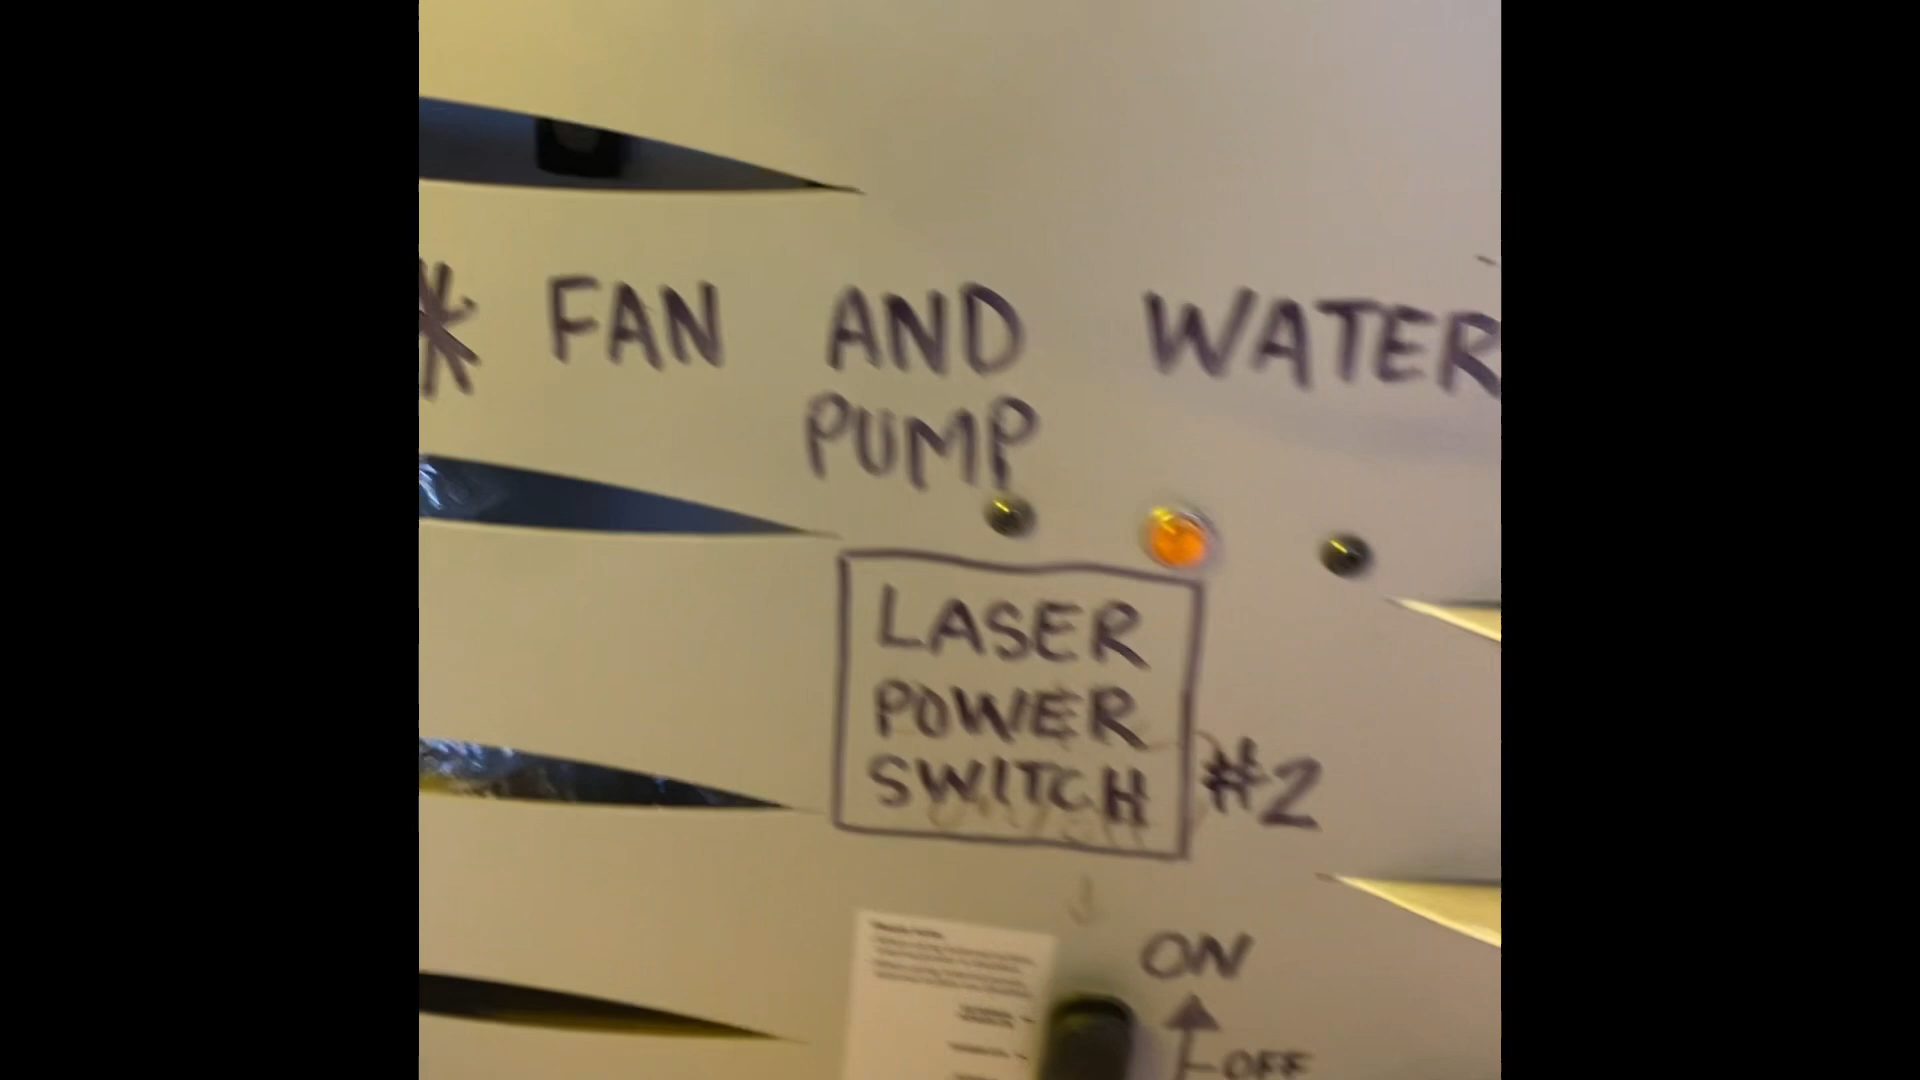 * FAN AND WATER
PUMP
LASER
POWER
SWITCH
#2
ON
OFF